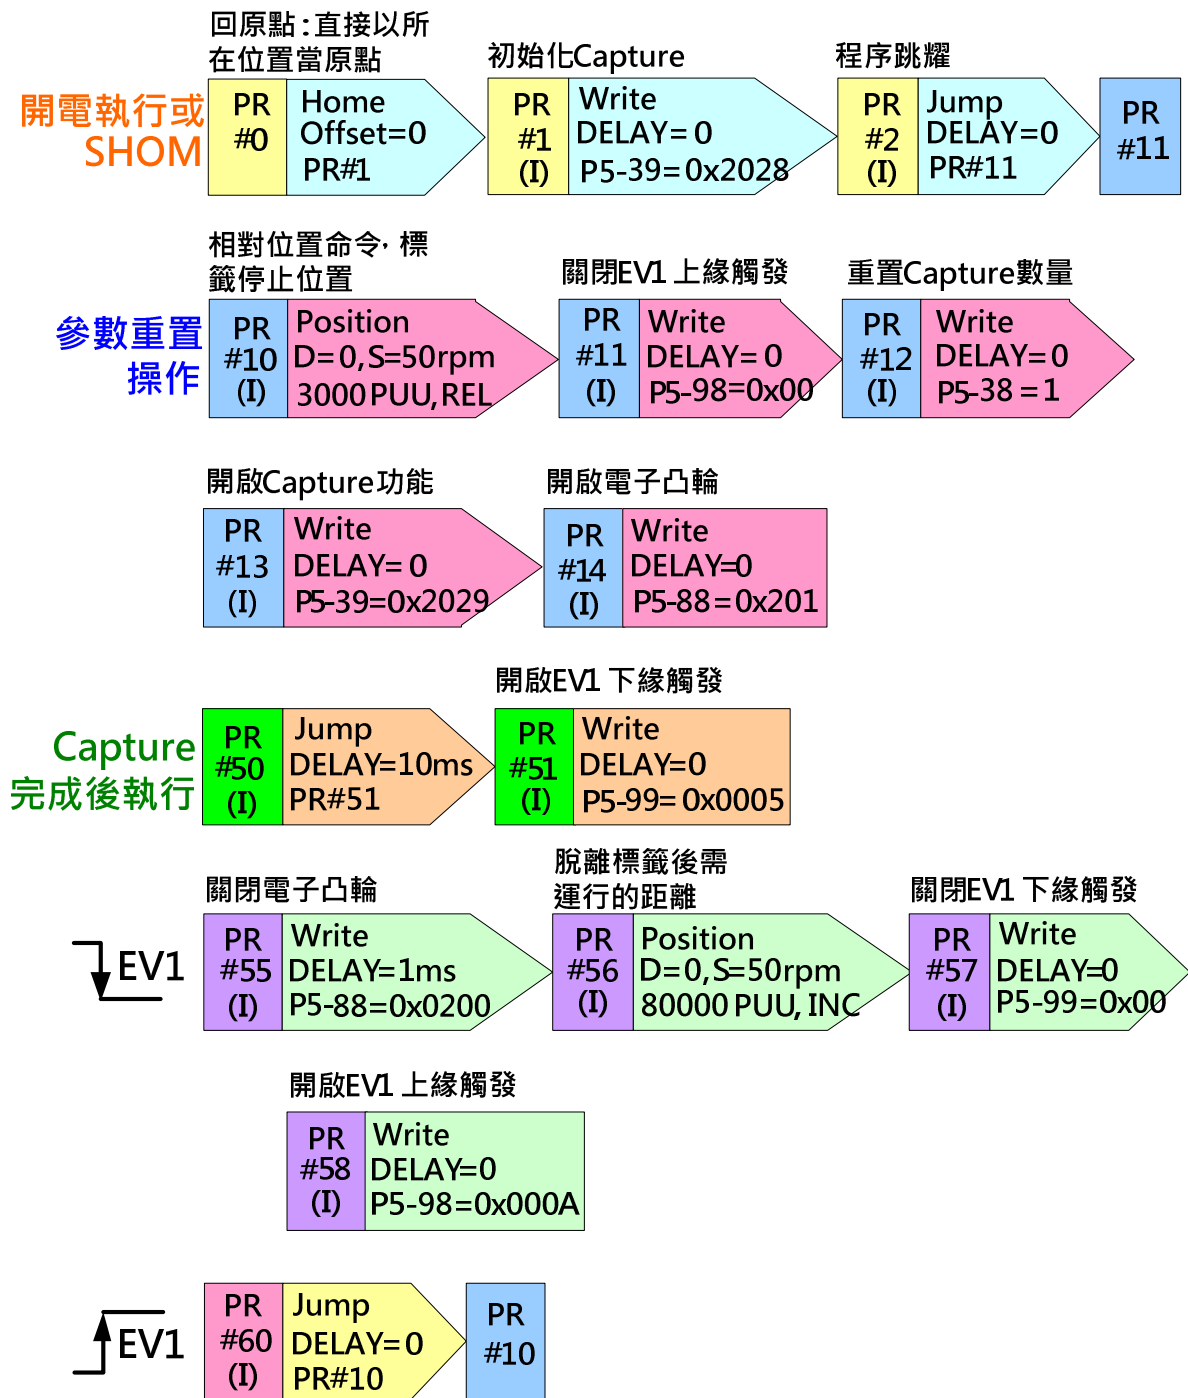 回原點:直接以所
在位置當原點
初始化Capture
程序跳耀
開電執行或
SHOM
PR
#0
Home
Offset=0
PR#1
PR
#1
(I)
Write
DELAY= 0
P5-39= 0x2028
PR
#2
(I)
Jump
DELAY=0
PR#11
PR
#11
相對位置命令, 標
籤停止位置
關閉EV1 上緣觸發
重置Capture數量
參數重置
操作
PR
#10
(I)
Position
D= 0, S=50rpm
3000 PUU, REL
PR
#11
(I)
Write
DELAY= 0
P5-98=0x00
PR
#12
(I)
Write
DELAY= 0
P5-38 = 1
開啟Capture功能
開啟電子凸輪
PR
#13
(I)
Write
DELAY= 0
P5-39=0x2029
PR
#14
(I)
Write
DELAY=0
P5-88=0x201
開啟EV1 下緣觸發
Capture
完成後執行
PR
#50
(I)
Jump
DELAY=10ms
PR#51
PR
#51
(I)
Write
DELAY=0
P5-99= 0x0005
關閉電子凸輪
脫離標籤後需
運行的距離
關閉EV1 下緣觸發
EV1
PR
#55
(I)
Write
DELAY=1ms
P5-88=0x0200
PR
#56
(I)
Position
D=0, S=50rpm
80000 PUU, INC
PR
#57
(I)
Write
DELAY=0
P5-99=0x00
開啟EV1 上緣觸發
PR
#58
(I)
Write
DELAY=0
P5-98=0x000A
EV1
PR
#60
(I)
Jump
DELAY= 0
PR#10
PR
#10